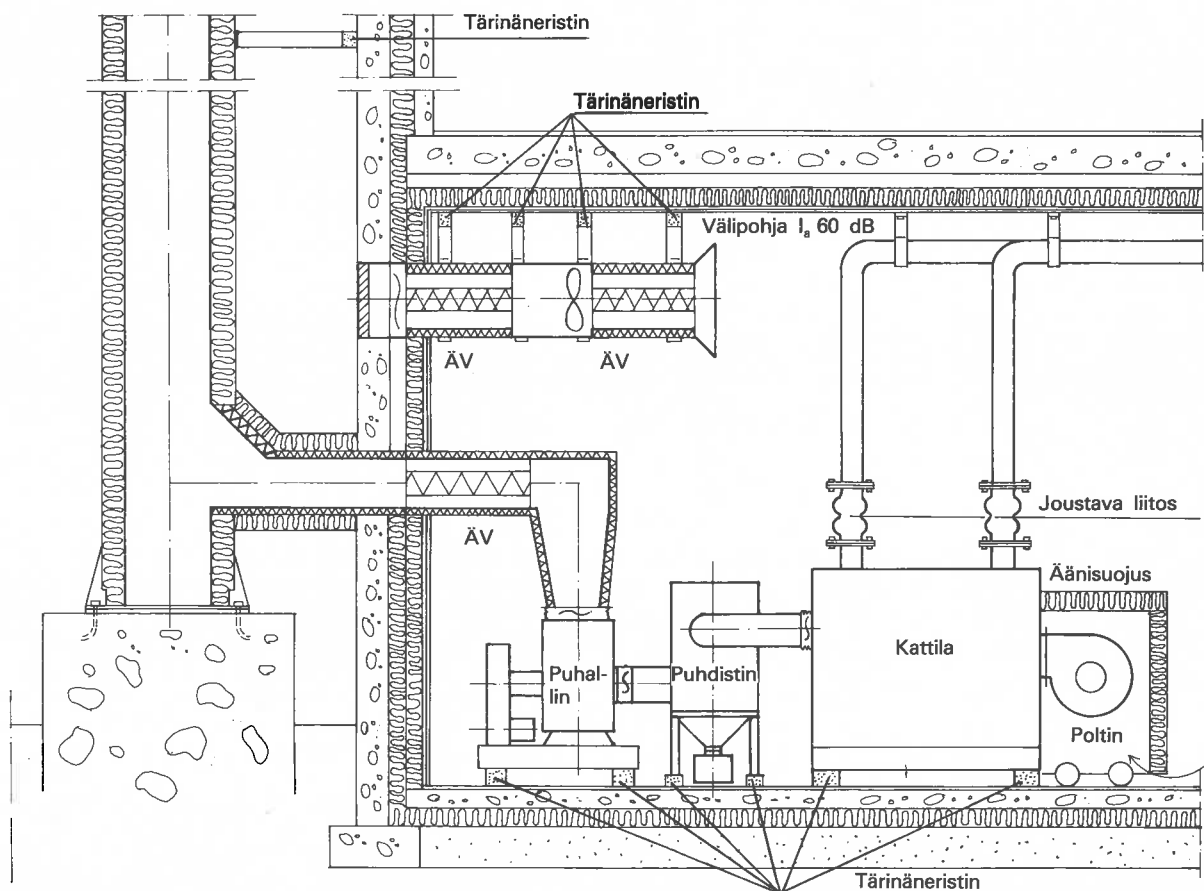 Tärinäneristin
Tärinäneristin
Välipohja Iₐ 60 dB
ÄV
ÄV
Joustava liitos
ÄV
Äänisuojus
Kattila
Puhal-
lin
Puhdistin
Poltin
Tärinäneristin